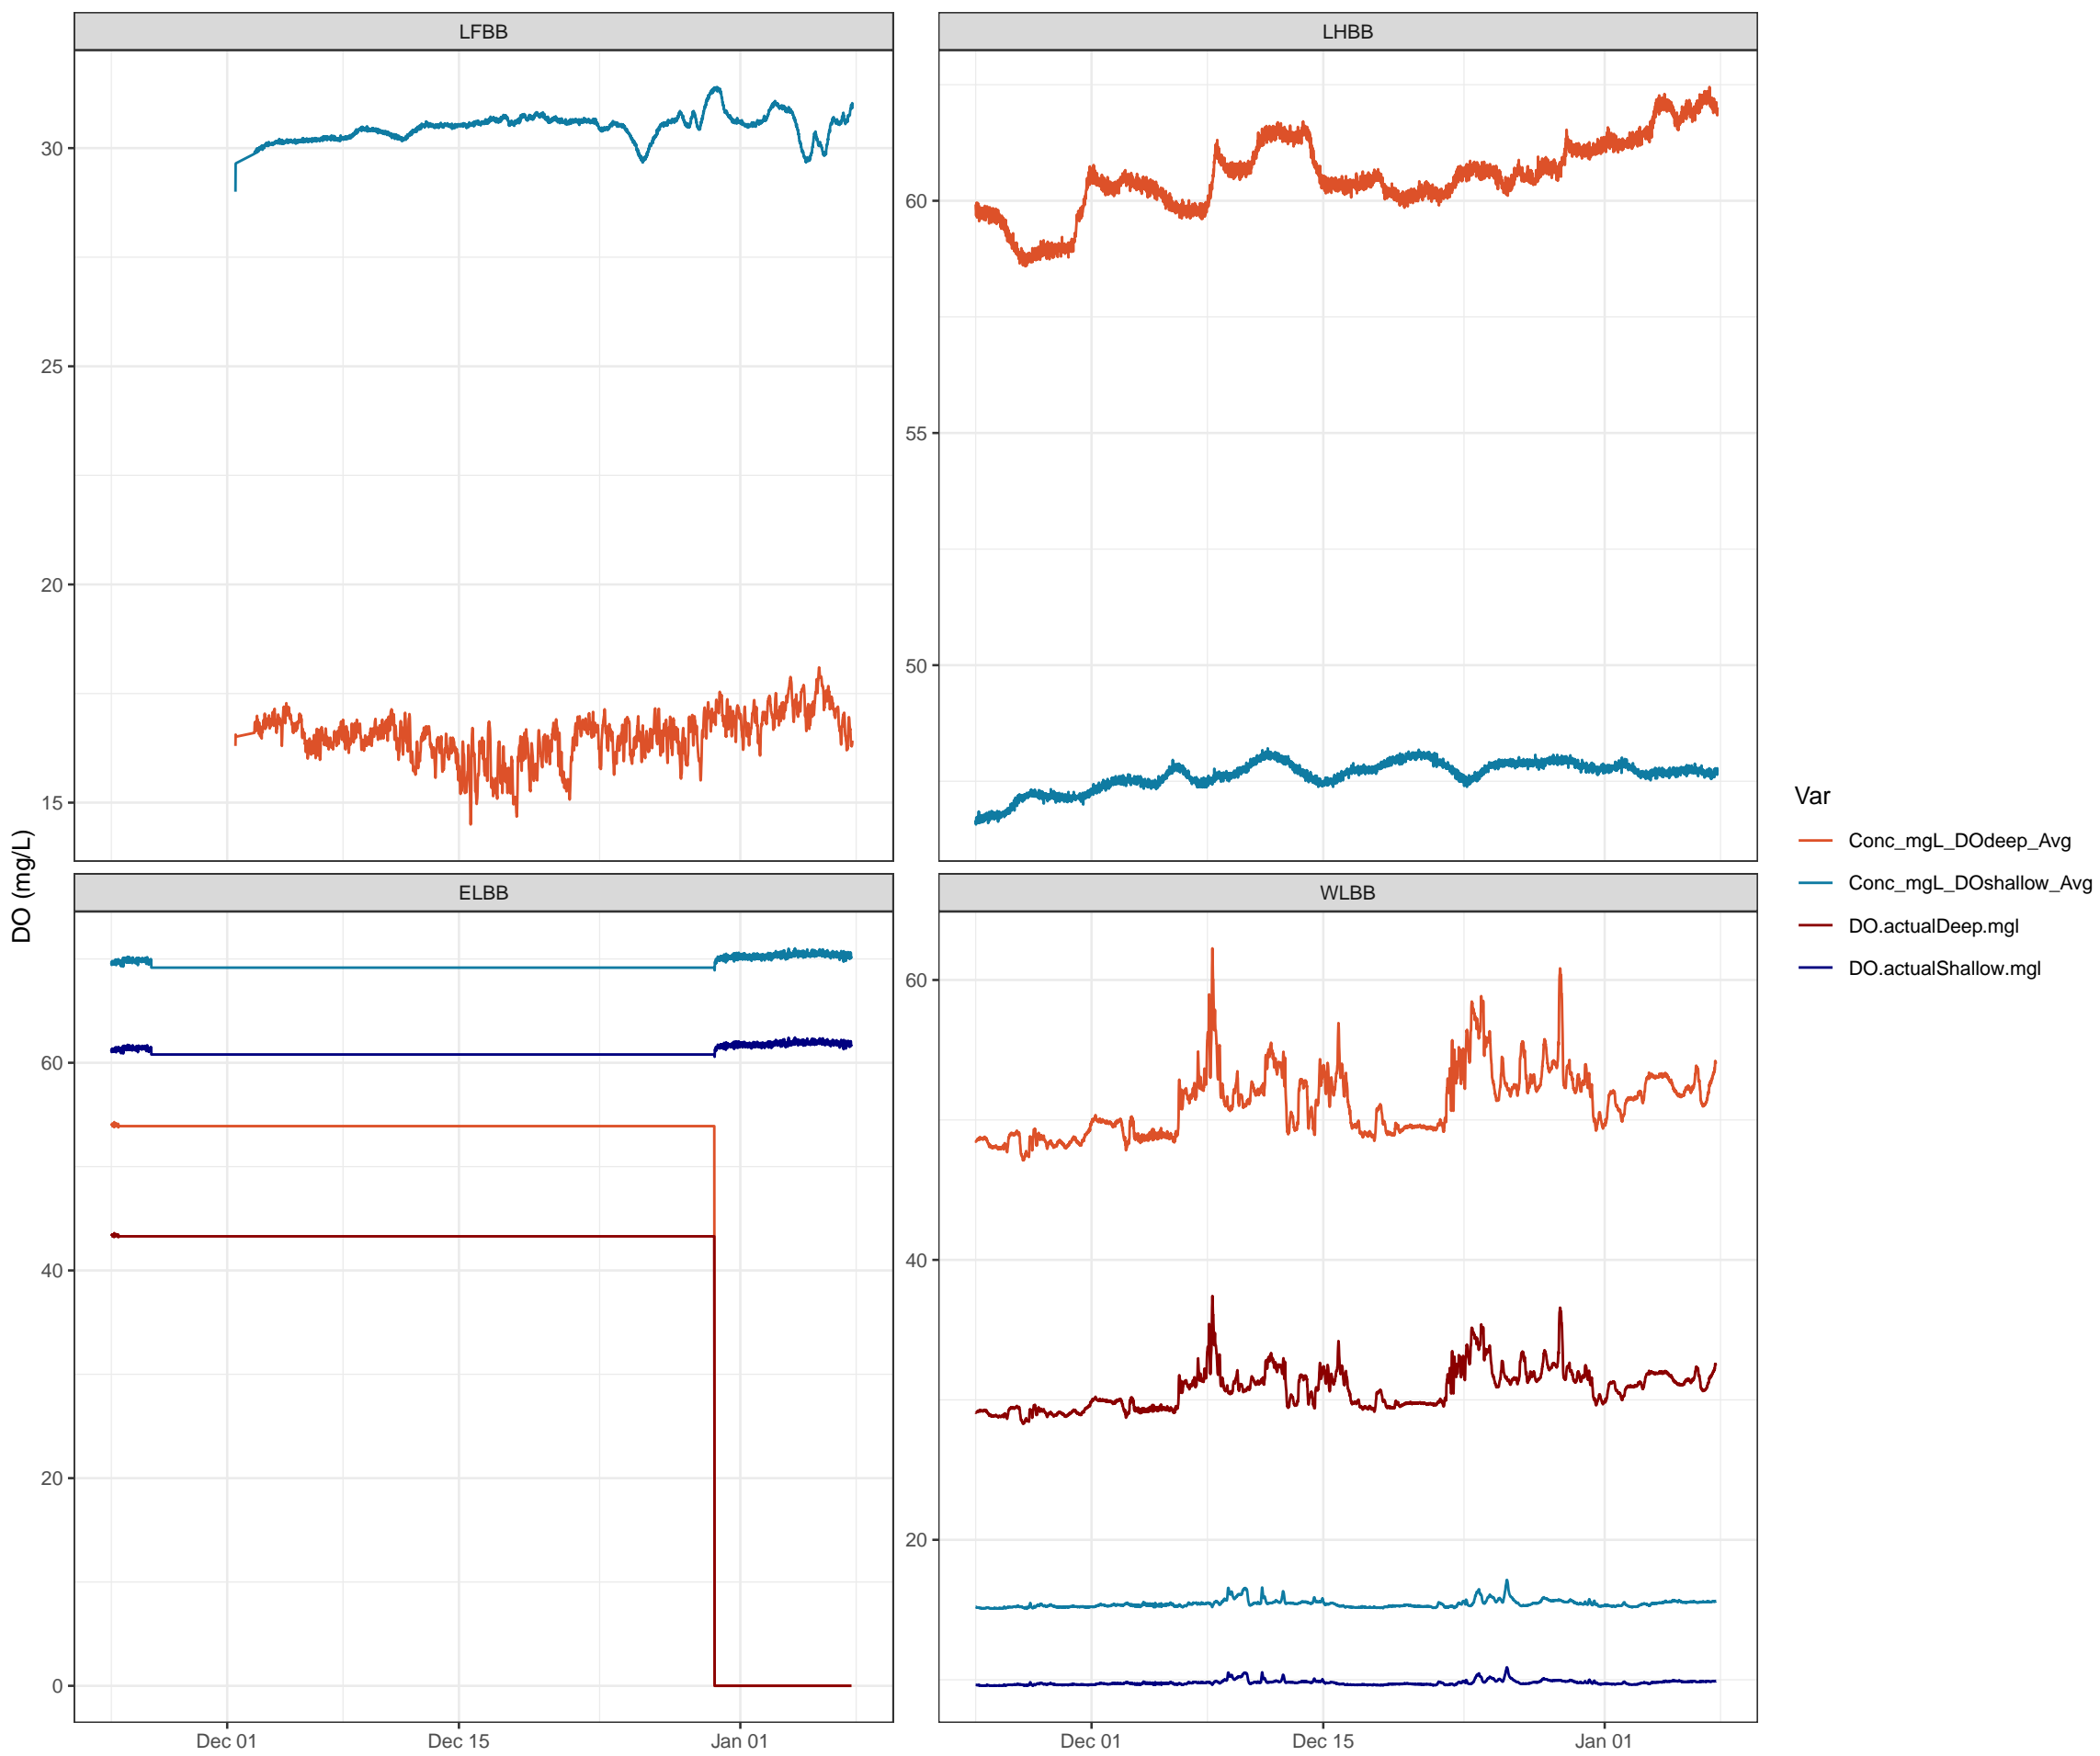 LFBB
LHBB
30
25
20
15
60
55
50
ELBB
WLBB
60
40
20
0
60
40
20
Dec 01
Dec 15
Jan 01
Dec 01
Dec 15
Jan 01
DO (mg/L)
Var
Conc_mgL_DOdeep_Avg
Conc_mgL_DOshallow_Avg
DO.actualDeep.mgl
DO.actualShallow.mgl